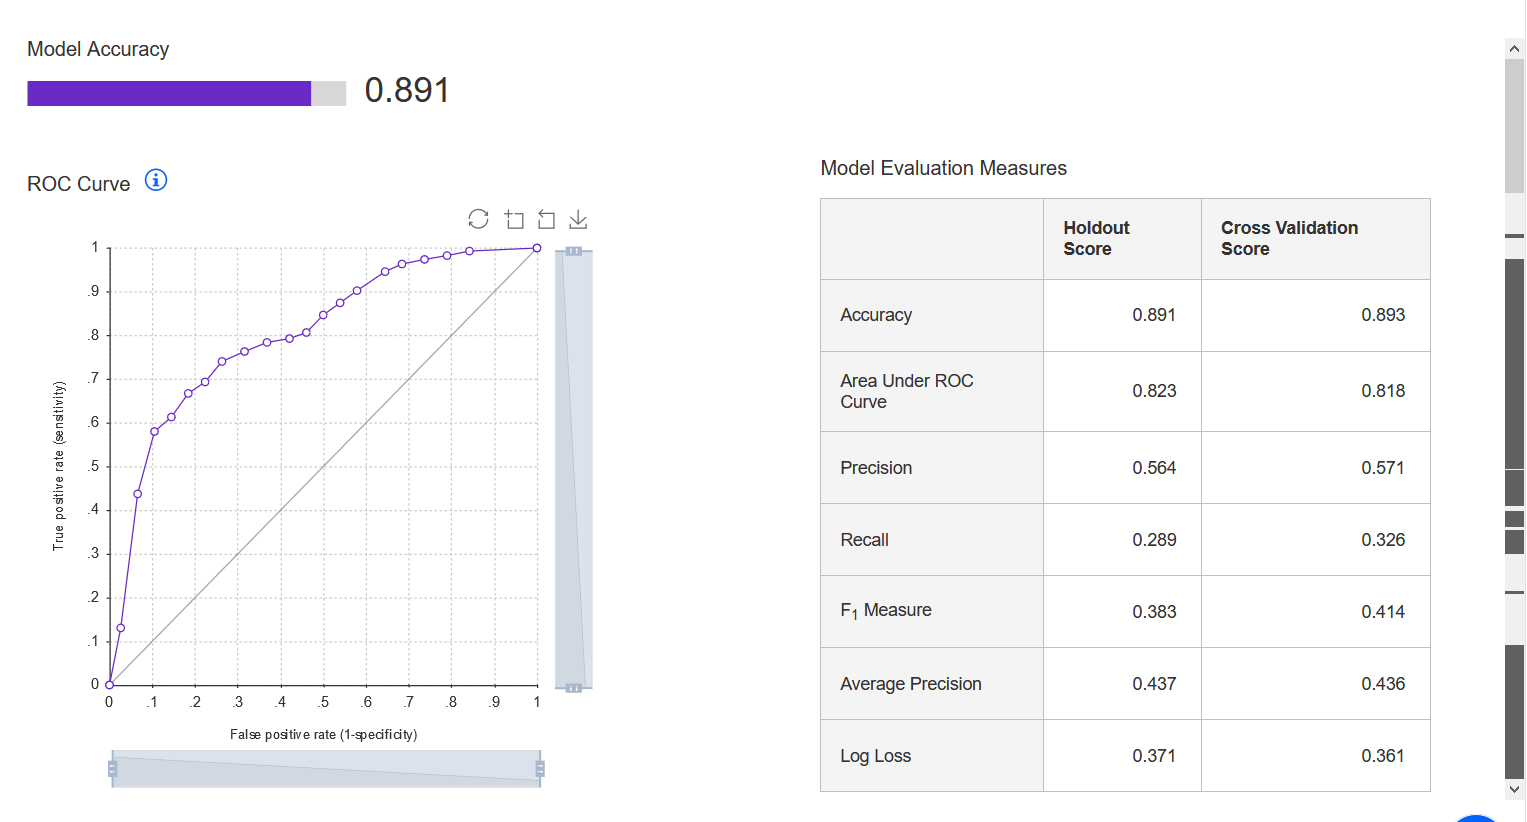 Model Accuracy
0.891
ROC Curve
1
.9
.8
.7
.6
.5
.4
.3
.2
.1
0
True positive rate (sensitivity)
0 .1 .2 .3 .4 .5 .6 .7 .8 .9 1
False positive rate (1-specificity)
Model Evaluation Measures
Holdout
Score
Cross Validation
Score
Accuracy 0.891 0.893
Area Under ROC
Curve 0.823 0.818
Precision 0.564 0.571
Recall 0.289 0.326
F1 Measure 0.383 0.414
Average Precision 0.437 0.436
Log Loss 0.371 0.361